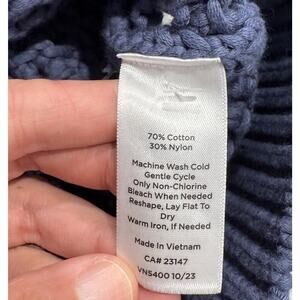 70% Cotton
30% Nylon
Machine Wash Cold
Gentle Cycle
Only Non-Chlorine
Bleach When Needed
Reshape, Lay Flat To
Dry
Warm Iron, If Needed
Made In Vietnam
CA# 23147
VNS400 10/23